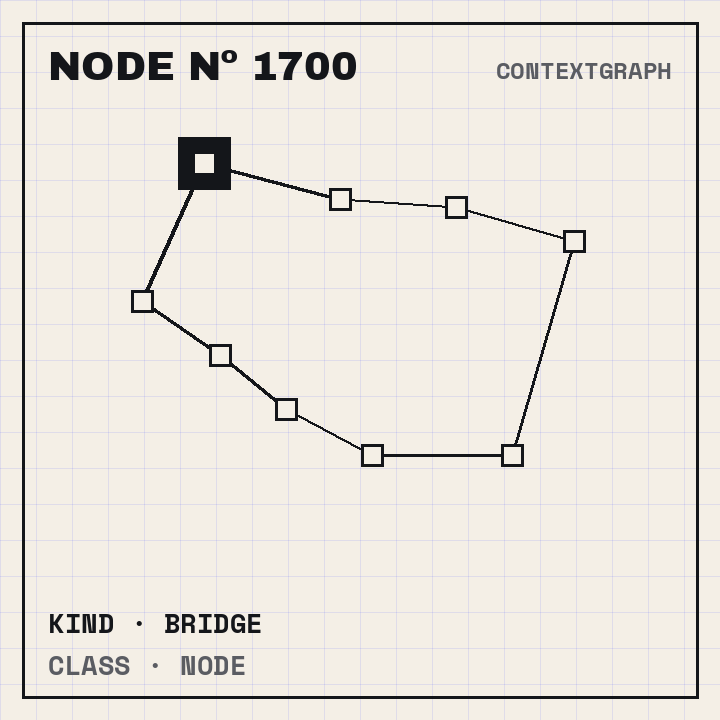 NODE Nº 1700
CONTEXTGRAPH
KIND · BRIDGE
CLASS · NODE